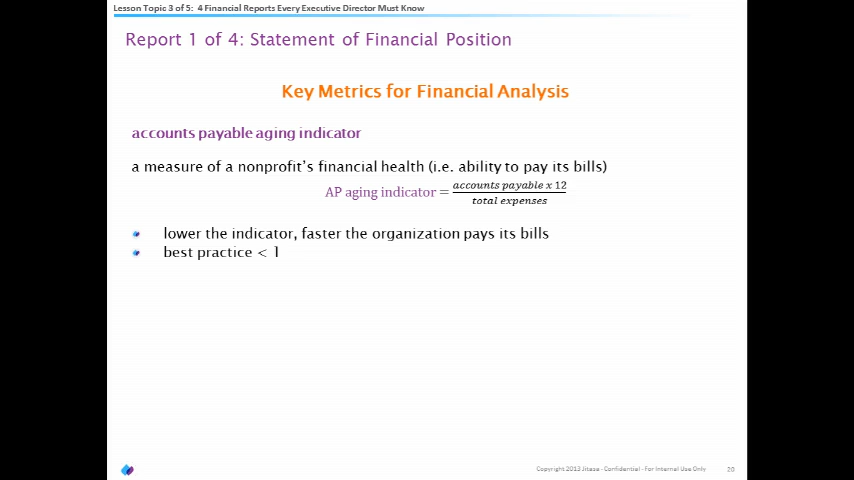 Lesson Topic 3 of 5: 4 Financial Reports Every Executive Director Must Know
Report 1 of 4: Statement of Financial Position
Key Metrics for Financial Analysis
accounts payable aging indicator
a measure of a nonprofit's financial health (i.e. ability to pay its bills)
AP aging indicator = accounts payable x 12 / total expenses
lower the indicator, faster the organization pays its bills
best practice < 1
Copyright 2013 Jitasa - Confidential - For Internal Use Only 20